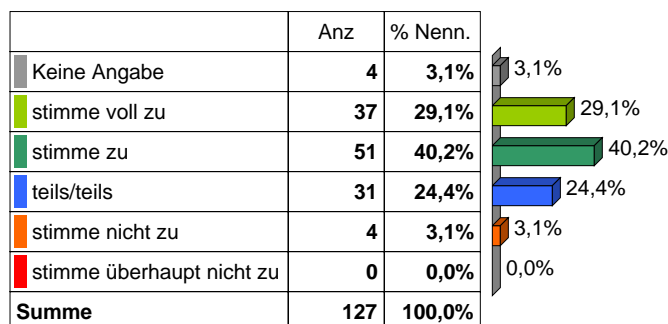 Anz % Nenn.
Keine Angabe 4 3,1% 3,1%
stimme voll zu 37 29,1% 29,1%
stimme zu 51 40,2% 40,2%
teils/teils 31 24,4% 24,4%
stimme nicht zu 4 3,1% 3,1%
stimme überhaupt nicht zu 0 0,0% 0,0%
Summe 127 100,0%